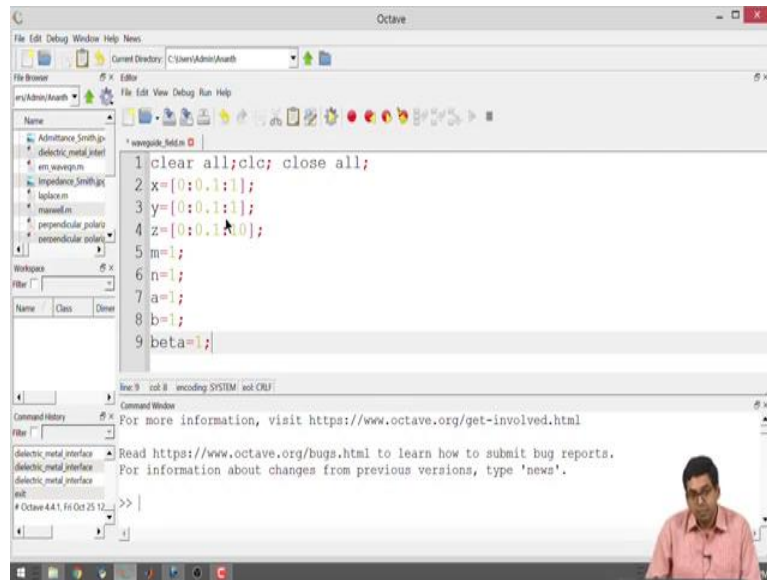 Octave
File Edit Debug Window Help News
Current Directory: C:\Users\Admin\Ananth
File Browser
Editor
ers/Admin/Ananth
File Edit View Debug Run Help
Name
* waveguide_field.m
Admittance_Smith.jp
dielectric_metal_interf
em_waveqn.m
Impedance_Smith.jpg
laplace.m
maxwell.m
perpendicular_polariz
perpendicular_polariz
1 clear all;clc; close all;
2 x=[0:0.1:1];
3 y=[0:0.1:1];
4 z=[0:0.1:10];
5 m=1;
6 n=1;
7 a=1;
8 b=1;
9 beta=1;
Workspace
Filter
Name Class Dimer
line: 9 col: 8 encoding: SYSTEM eol: CRLF
Command History
Filter
dielectric_metal_interface
dielectric_metal_interface
dielectric_metal_interface
exit
# Octave 4.4.1, Fri Oct 25 12
Command Window
For more information, visit https://www.octave.org/get-involved.html
Read https://www.octave.org/bugs.html to learn how to submit bug reports.
For information about changes from previous versions, type 'news'.
>>